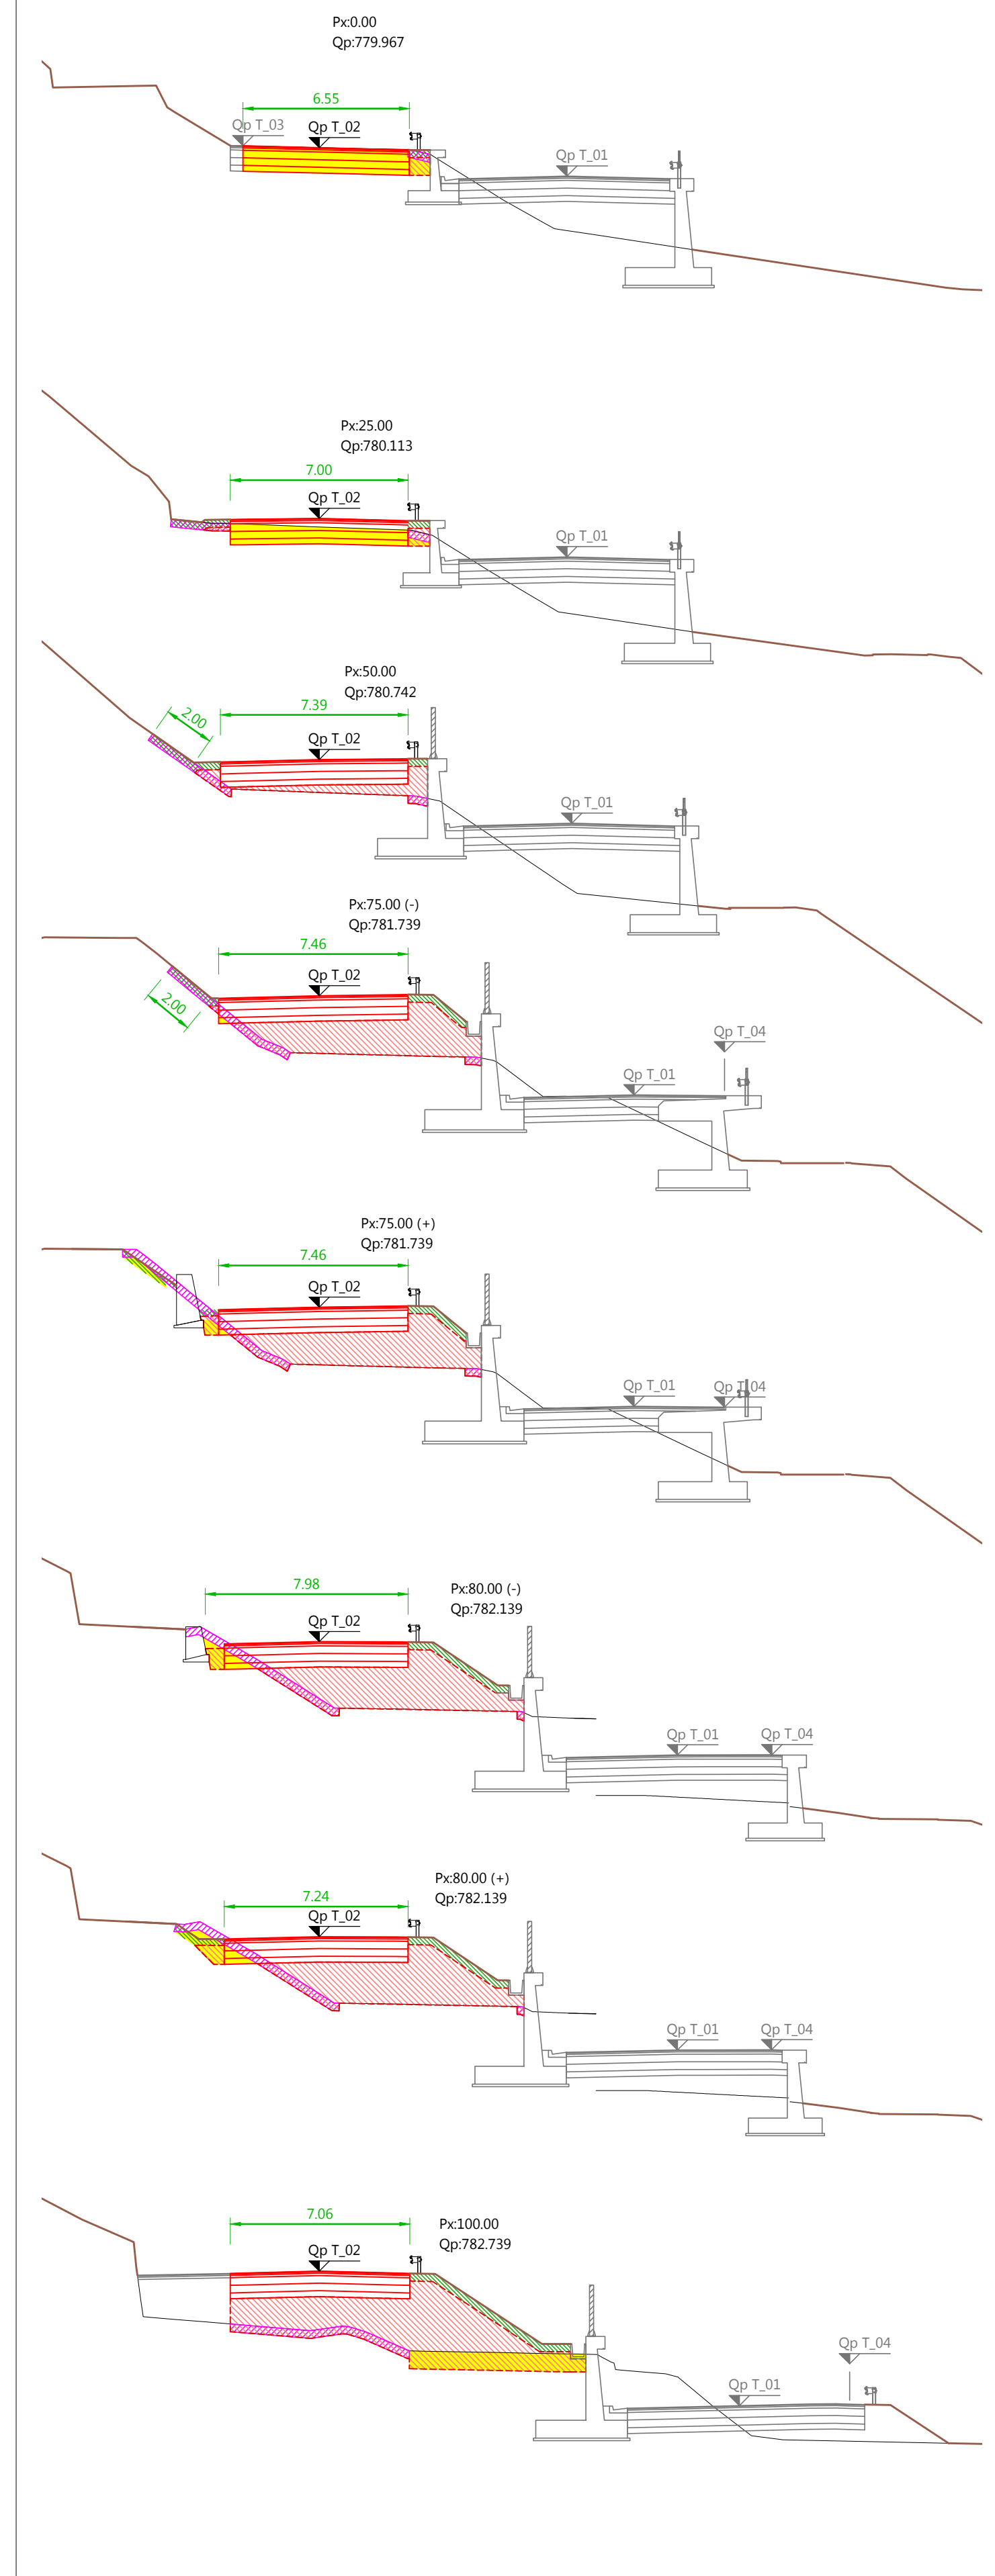 Px:0.00
Qp:779.967
6.55
Qp T_03
Qp T_02
Qp T_01
Px:25.00
Qp:780.113
7.00
Qp T_02
Qp T_01
Px:50.00
Qp:780.742
2.00
7.39
Qp T_02
Qp T_01
Px:75.00 (-)
Qp:781.739
7.46
Qp T_02
2.00
Qp T_04
Qp T_01
Px:75.00 (+)
Qp:781.739
7.46
Qp T_02
Qp T_01
Qp T_04
Px:80.00 (-)
Qp:782.139
7.98
Qp T_02
Qp T_01
Qp T_04
Px:80.00 (+)
Qp:782.139
7.24
Qp T_02
Qp T_01
Qp T_04
7.06
Px:100.00
Qp:782.739
Qp T_02
Qp T_04
Qp T_01